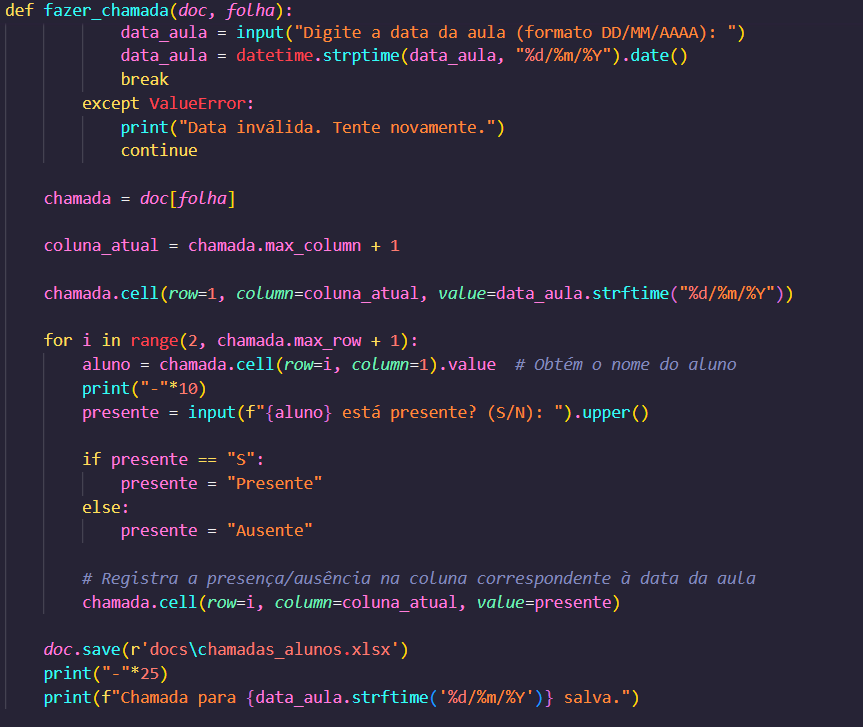 def fazer_chamada(doc, folha):
            data_aula = input("Digite a data da aula (formato DD/MM/AAAA): ")
            data_aula = datetime.strptime(data_aula, "%d/%m/%Y").date()
            break
        except ValueError:
            print("Data inválida. Tente novamente.")
            continue

    chamada = doc[folha]

    coluna_atual = chamada.max_column + 1

    chamada.cell(row=1, column=coluna_atual, value=data_aula.strftime("%d/%m/%Y"))

    for i in range(2, chamada.max_row + 1):
        aluno = chamada.cell(row=i, column=1).value  # Obtém o nome do aluno
        print("-"*10)
        presente = input(f"{aluno} está presente? (S/N): ").upper()

        if presente == "S":
            presente = "Presente"
        else:
            presente = "Ausente"

        # Registra a presença/ausência na coluna correspondente à data da aula
        chamada.cell(row=i, column=coluna_atual, value=presente)

    doc.save(r'docs\chamadas_alunos.xlsx')
    print("-"*25)
    print(f"Chamada para {data_aula.strftime('%d/%m/%Y')} salva.")